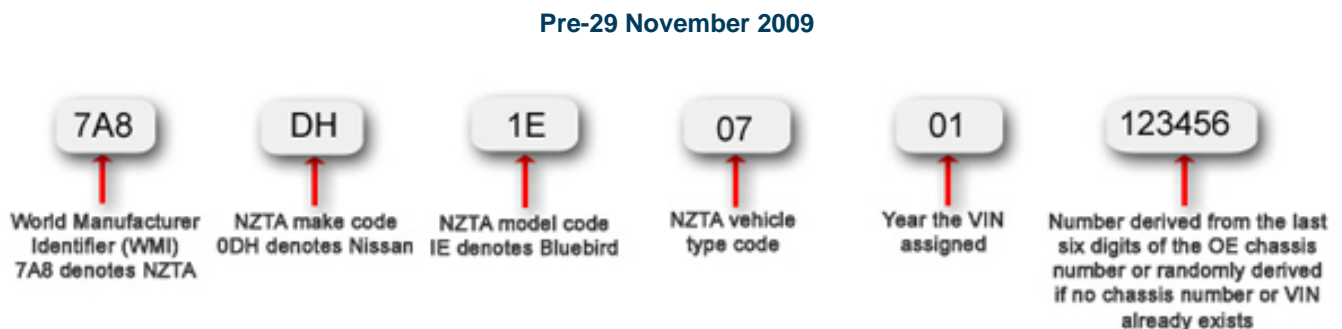 Pre-29 November 2009
7A8
DH
1E
07
01
123456
World Manufacturer
Identifier (WMI)
7A8 denotes NZTA
NZTA make code
0DH denotes Nissan
NZTA model code
IE denotes Bluebird
NZTA vehicle
type code
Year the VIN
assigned
Number derived from the last
six digits of the OE chassis
number or randomly derived
if no chassis number or VIN
already exists